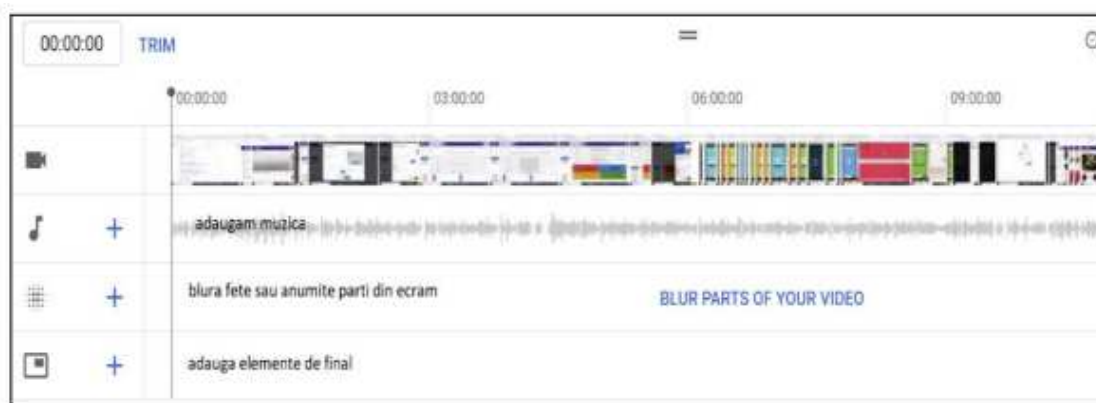 00:00:00 TRIM
00:00:00 03:00:00 06:00:00 09:00:00
adaugam muzica
blura fete sau anumite parti din ecram BLUR PARTS OF YOUR VIDEO
adauga elemente de final